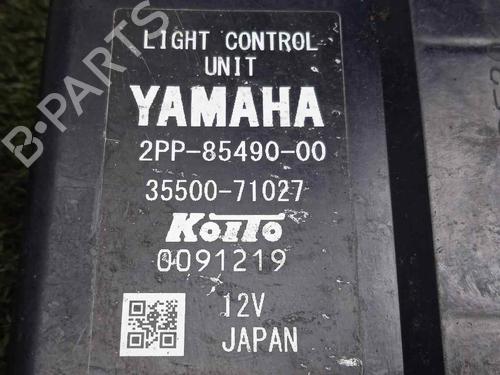 LIGHT CONTROL
UNIT
YAMAHA
2PP-85490-00
35500-71027
KOITO
0091219
12V
JAPAN
B-PARTS